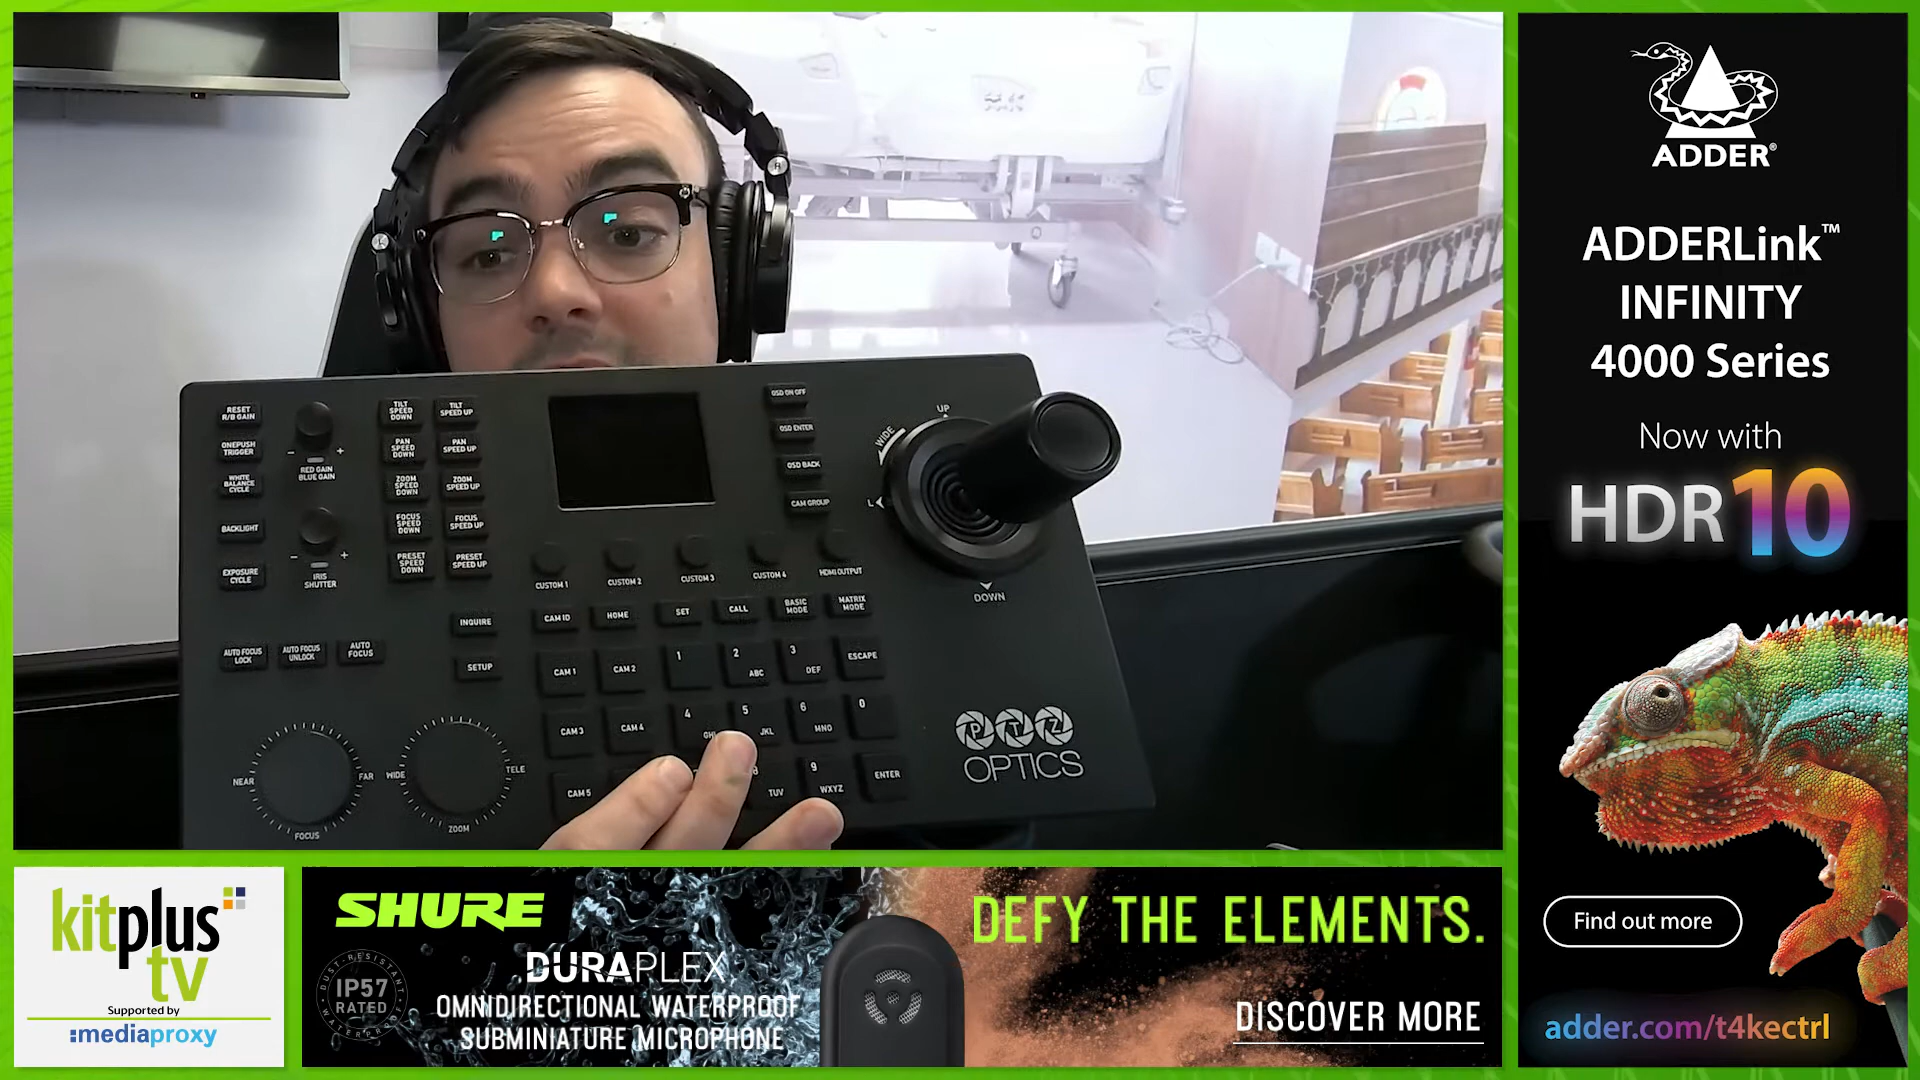 RESET
R/B GAIN
ONEPUSH
TRIGGER
WHITE
BALANCE
CYCLE
BACKLIGHT
EXPOSURE
CYCLE
- +
RED GAIN
BLUE GAIN
- +
IRIS
SHUTTER
TILT
SPEED
DOWN
TILT
SPEED UP
PAN
SPEED
DOWN
PAN
SPEED UP
ZOOM
SPEED
DOWN
ZOOM
SPEED UP
FOCUS
SPEED
DOWN
FOCUS
SPEED UP
PRESET
SPEED
DOWN
PRESET
SPEED UP
OSD ON OFF
OSD ENTER
OSD BACK
CAM GROUP
UP
WIDE
L
DOWN
CUSTOM 1
CUSTOM 2
CUSTOM 3
CUSTOM 4
HDMI OUTPUT
INQUIRE
SETUP
CAM ID
HOME
SET
CALL
BASIC
MODE
MATRIX
MODE
AUTO FOCUS
LOCK
AUTO FOCUS
UNLOCK
AUTO
FOCUS
CAM 1
CAM 2
1
2
ABC
3
DEF
ESCAPE
CAM 3
CAM 4
4
5
JKL
6
MNO
0
CAM 5
TUV
9
WXYZ
ENTER
NEAR
FAR
FOCUS
WIDE
TELE
ZOOM
PTZ
OPTICS
ADDER®
ADDERLink™
INFINITY
4000 Series
Now with
HDR10
Find out more
adder.com/t4kectrl
kitplus
tv
Supported by
:mediaproxy
SHURE
DUST-RESISTANT
IP57
RATED
WATERPROOF
DURAPLEX
OMNIDIRECTIONAL WATERPROOF
SUBMINIATURE MICROPHONE
DEFY THE ELEMENTS.
DISCOVER MORE